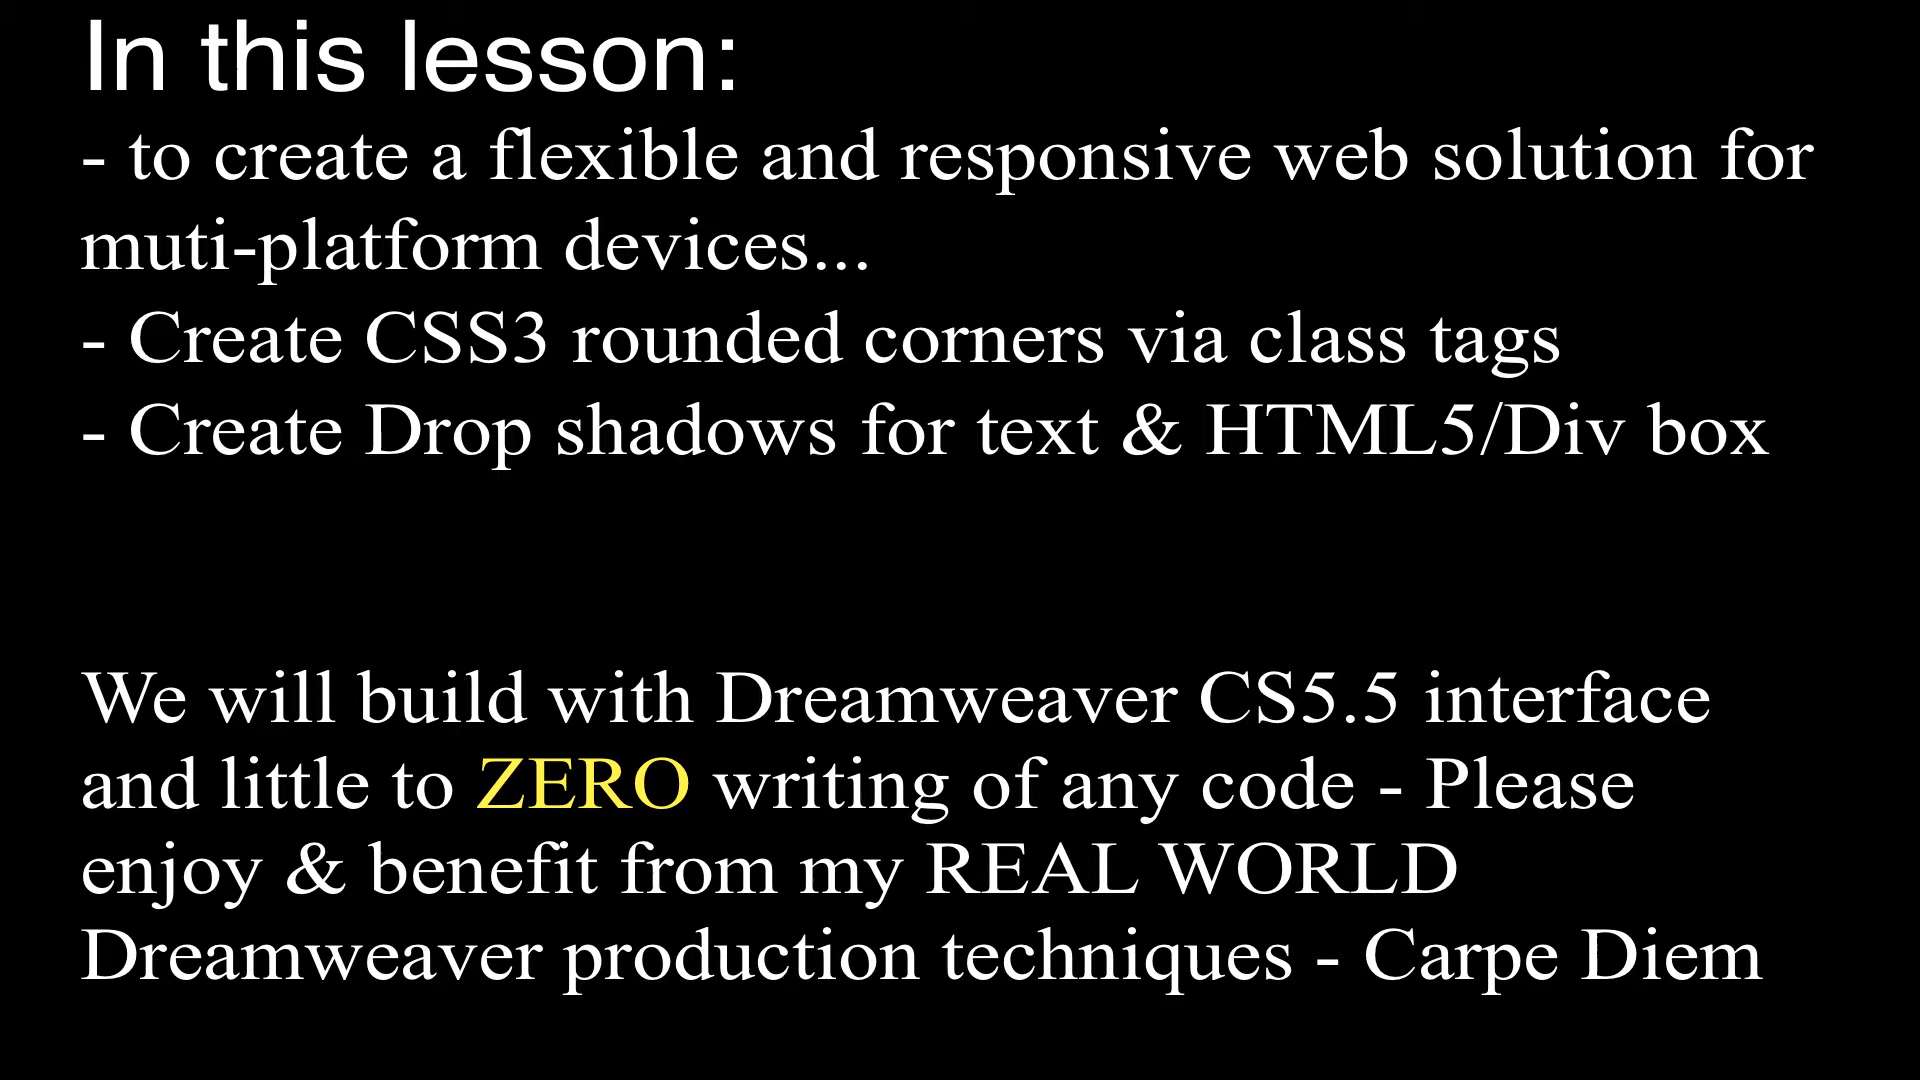 In this lesson:
- to create a flexible and responsive web solution for
muti-platform devices...
- Create CSS3 rounded corners via class tags
- Create Drop shadows for text & HTML5/Div box
We will build with Dreamweaver CS5.5 interface
and little to ZERO writing of any code - Please
enjoy & benefit from my REAL WORLD
Dreamweaver production techniques - Carpe Diem